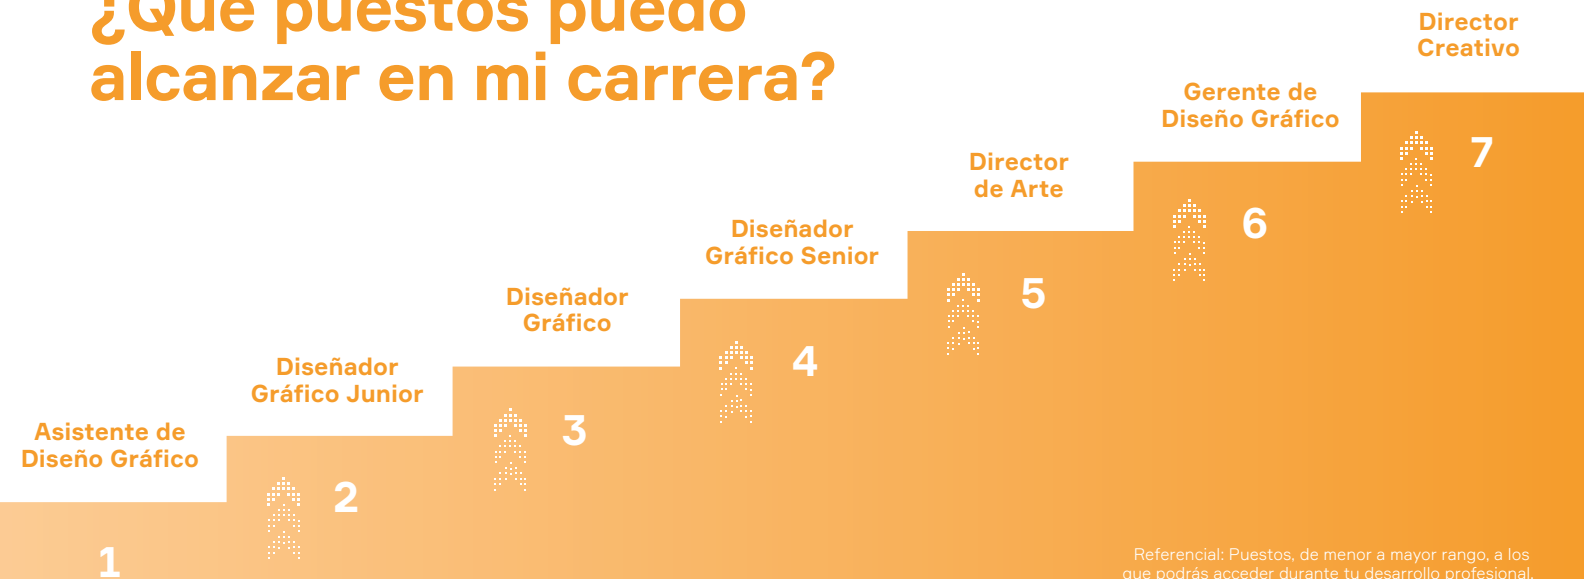 ¿Qué puestos puedo
alcanzar en mi carrera?
Director
Creativo
Gerente de
Diseño Gráfico
Director
de Arte
Diseñador
Gráfico Senior
Diseñador
Gráfico
Diseñador
Gráfico Junior
Asistente de
Diseño Gráfico
1
2
3
4
5
6
7
Referencial: Puestos, de menor a mayor rango, a los
que podrás acceder durante tu desarrollo profesional.